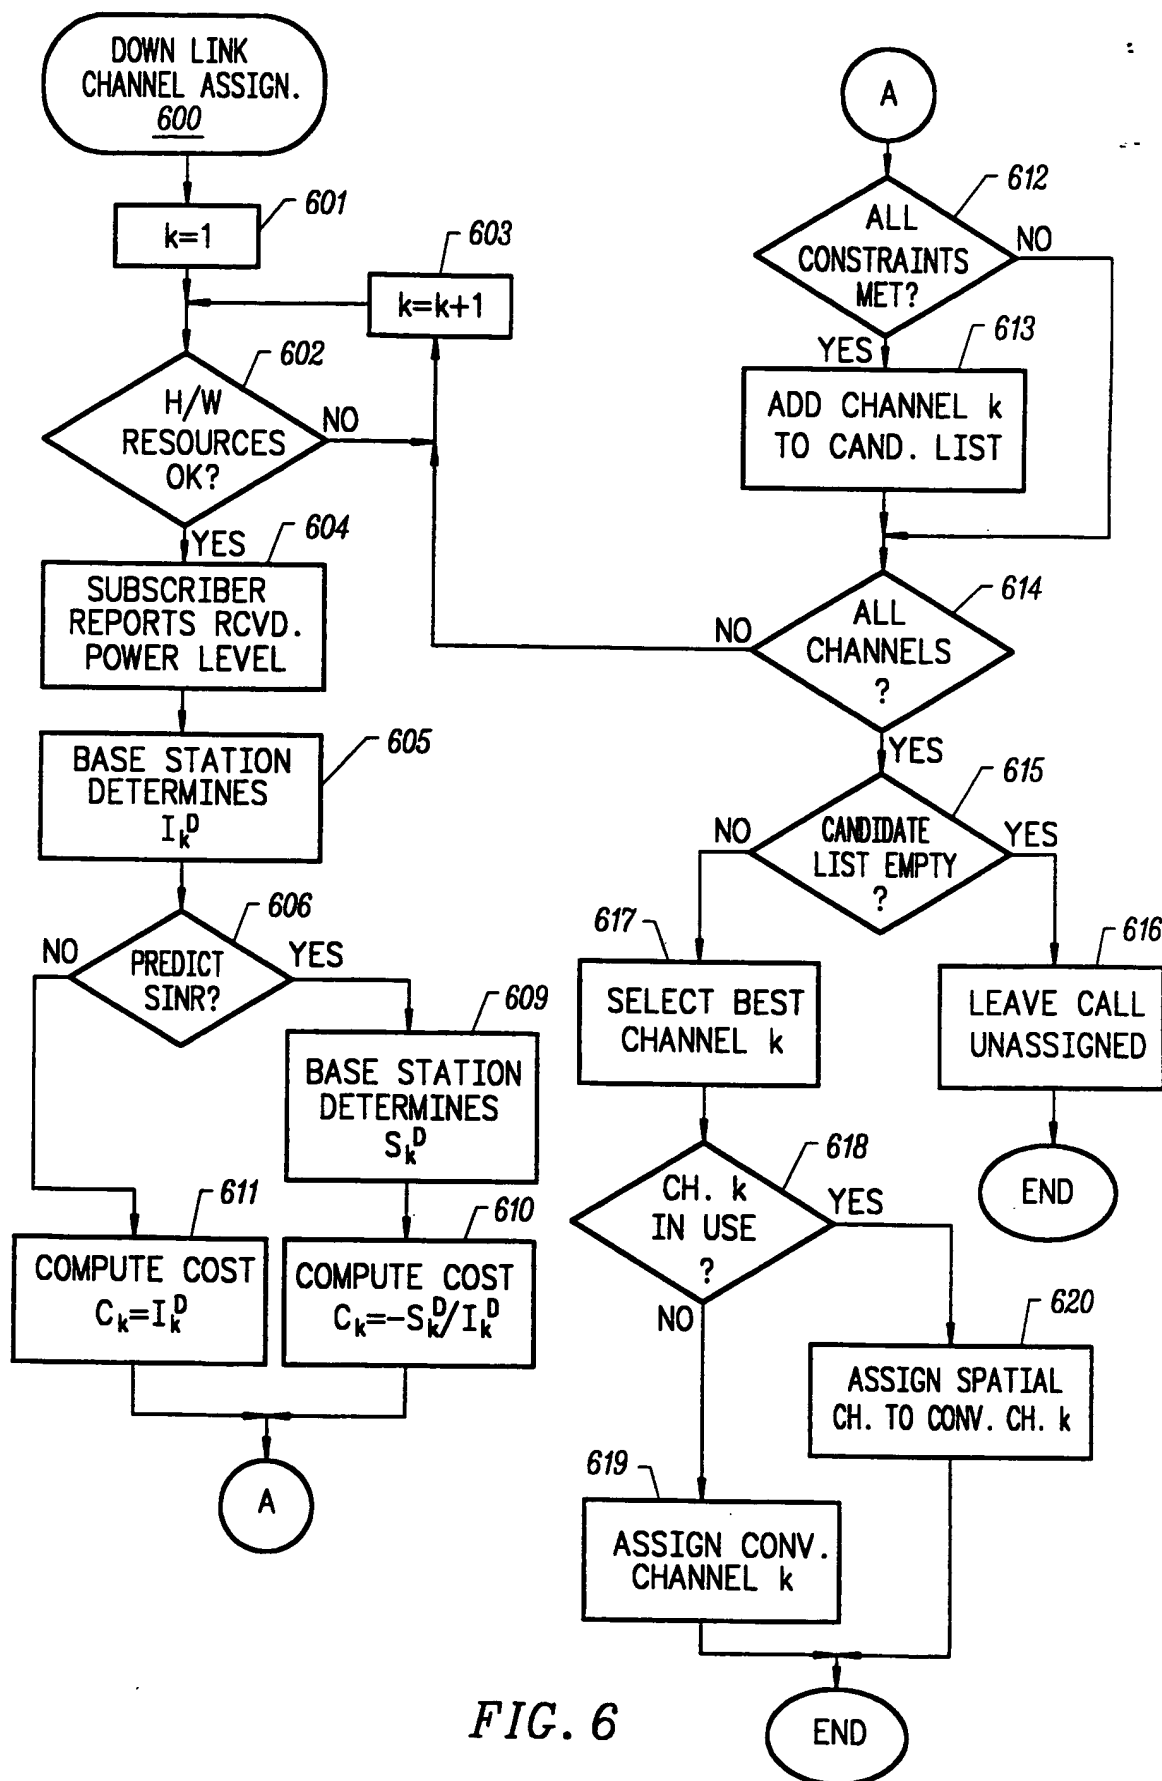 DOWN LINK
CHANNEL ASSIGN.
600
601
k=1
603
k=k+1
602
H/W
RESOURCES
OK?
NO
YES
604
SUBSCRIBER
REPORTS RCVD.
POWER LEVEL
605
BASE STATION
DETERMINES
I_k^D
606
NO
PREDICT
SINR?
YES
609
BASE STATION
DETERMINES
S_k^D
611
COMPUTE COST
C_k=I_k^D
610
COMPUTE COST
C_k=-S_k^D/I_k^D
A
A
612
ALL
CONSTRAINTS
MET?
NO
YES
613
ADD CHANNEL k
TO CAND. LIST
614
NO
ALL
CHANNELS
?
YES
615
NO
CANDIDATE
LIST EMPTY
?
YES
617
SELECT BEST
CHANNEL k
616
LEAVE CALL
UNASSIGNED
END
618
CH. k
IN USE
?
YES
NO
620
ASSIGN SPATIAL
CH. TO CONV. CH. k
619
ASSIGN CONV.
CHANNEL k
END
FIG. 6